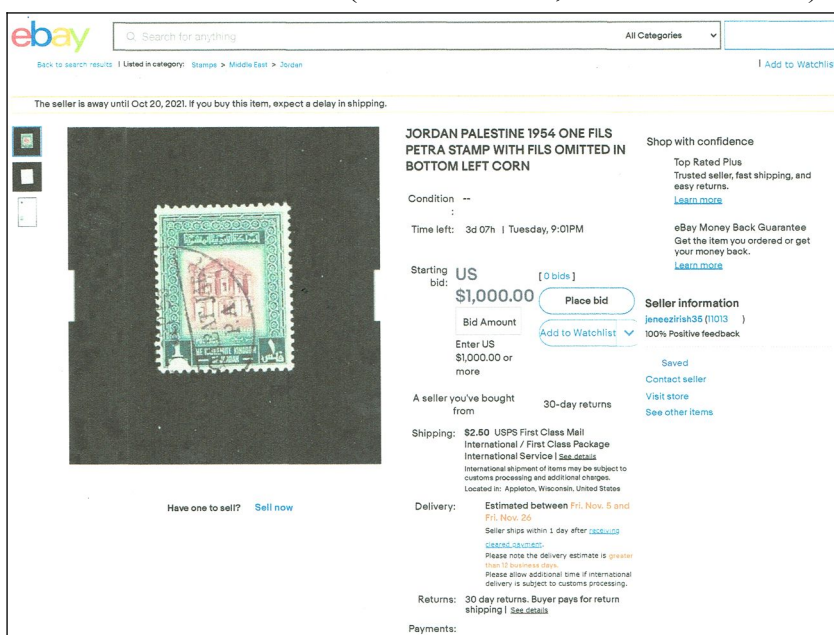 ebay
Search for anything
All Categories
Back to search results | Listed in category: Stamps > Middle East > Jordan
| Add to Watchlis
The seller is away until Oct 20, 2021. If you buy this item, expect a delay in shipping.
JORDAN PALESTINE 1954 ONE FILS
PETRA STAMP WITH FILS OMITTED IN
BOTTOM LEFT CORN
Condition --
:
Time left: 3d 07h | Tuesday, 9:01PM
Starting
bid:
US
$1,000.00
[ 0 bids ]
Place bid
Bid Amount
Add to Watchlist
Enter US
$1,000.00 or
more
A seller you've bought
from
30-day returns
Shipping: $2.50 USPS First Class Mail
International / First Class Package
International Service | See details
International shipment of items may be subject to
customs processing and additional charges.
Located in: Appleton, Wisconsin, United States
Delivery: Estimated between Fri. Nov. 5 and
Fri. Nov. 26
Seller ships within 1 day after receiving
cleared payment.
Please note the delivery estimate is greater
than 12 business days.
Please allow additional time if international
delivery is subject to customs processing.
Returns: 30 day returns. Buyer pays for return
shipping | See details
Payments:
Shop with confidence
Top Rated Plus
Trusted seller, fast shipping, and
easy returns.
Learn more
eBay Money Back Guarantee
Get the item you ordered or get
your money back.
Learn more
Seller information
jeneezirish35 (11013 )
100% Positive feedback
Saved
Contact seller
Visit store
See other items
1
KINGDOM
JORDAN
فلس
Have one to sell? Sell now